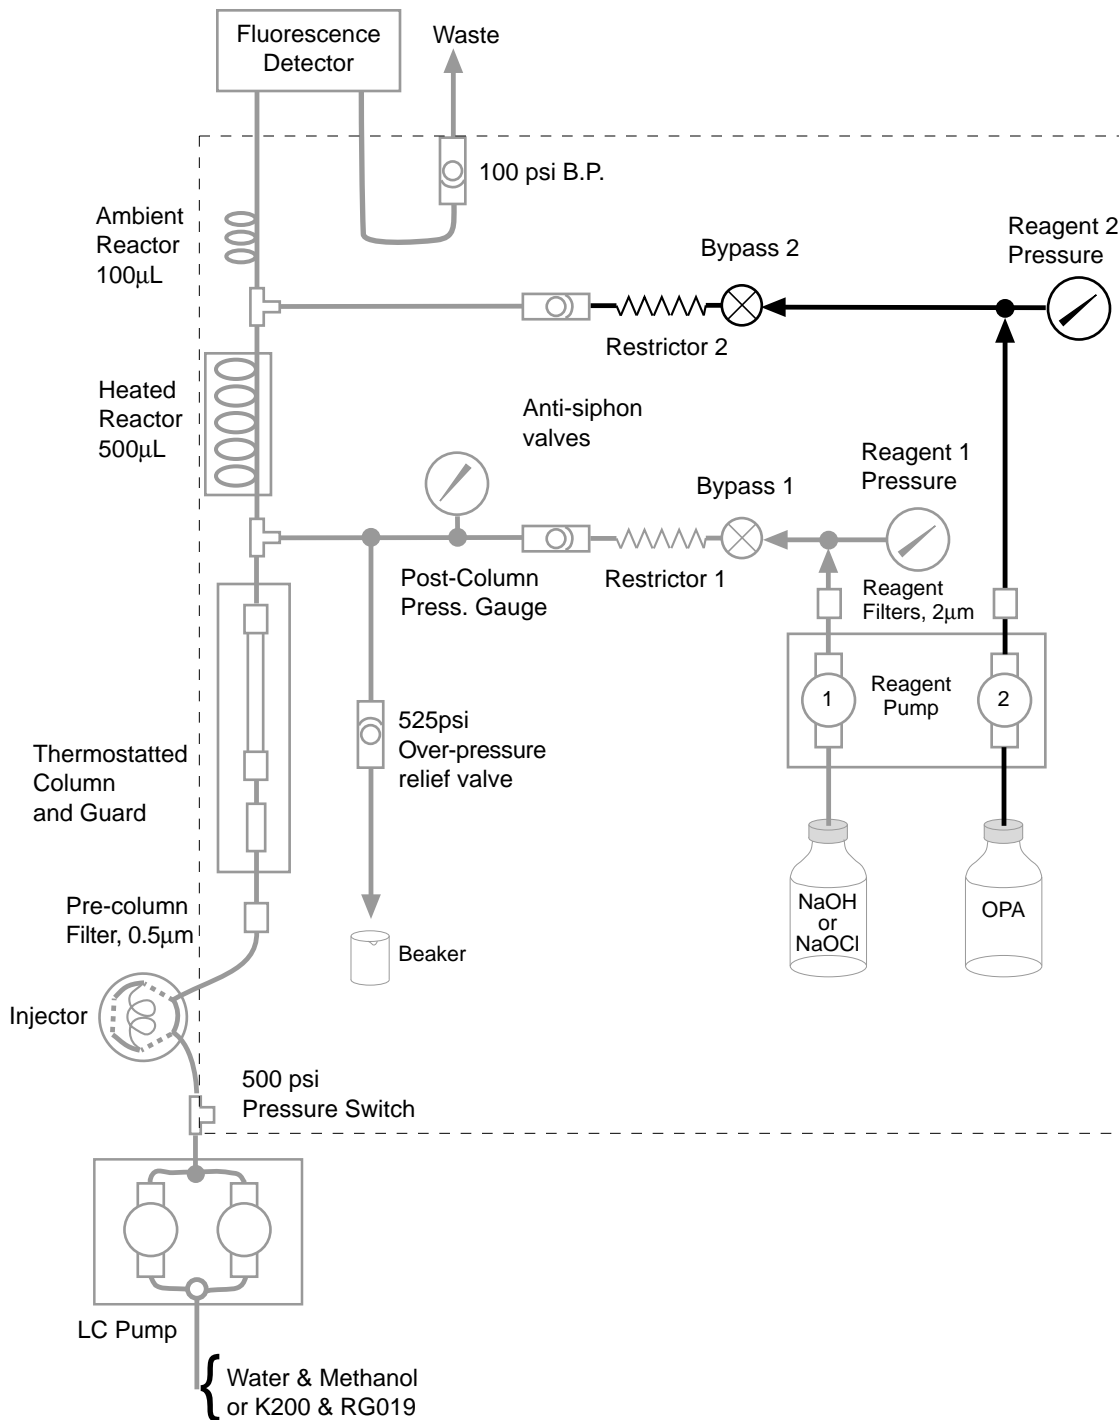 Fluorescence
Detector
Waste
100 psi B.P.
Ambient
Reactor
100μL
Bypass 2
Reagent 2
Pressure
Restrictor 2
Heated
Reactor
500μL
Anti-siphon
valves
Bypass 1
Reagent 1
Pressure
Post-Column
Press. Gauge
Restrictor 1
Reagent
Filters, 2μm
1
Reagent
Pump
2
525psi
Over-pressure
relief valve
Thermostatted
Column
and Guard
NaOH
or
NaOCl
OPA
Pre-column
Filter, 0.5μm
Beaker
Injector
500 psi
Pressure Switch
LC Pump
Water & Methanol
or K200 & RG019